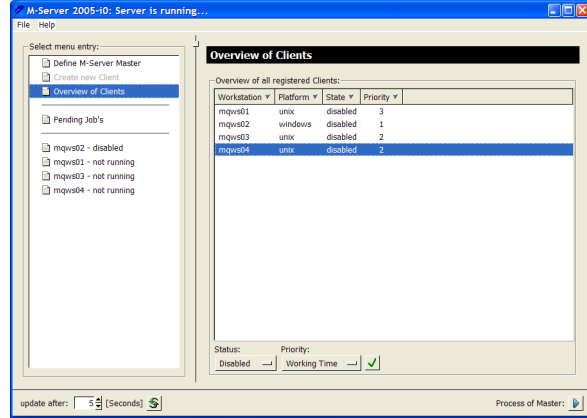 M-Server 2005-i0: Server is running...
File Help
Select menu entry:
Define M-Server Master
Create new Client
Overview of Clients
Pending Job's
mqws02 - disabled
mqws01 - not running
mqws03 - not running
mqws04 - not running
Overview of Clients
Overview of all registered Clients:
Workstation Platform State Priority
mqws01 unix disabled 3
mqws02 windows disabled 1
mqws03 unix disabled 2
mqws04 unix disabled 2
Status: Priority:
Disabled Working Time
update after: 5 [Seconds] Process of Master: